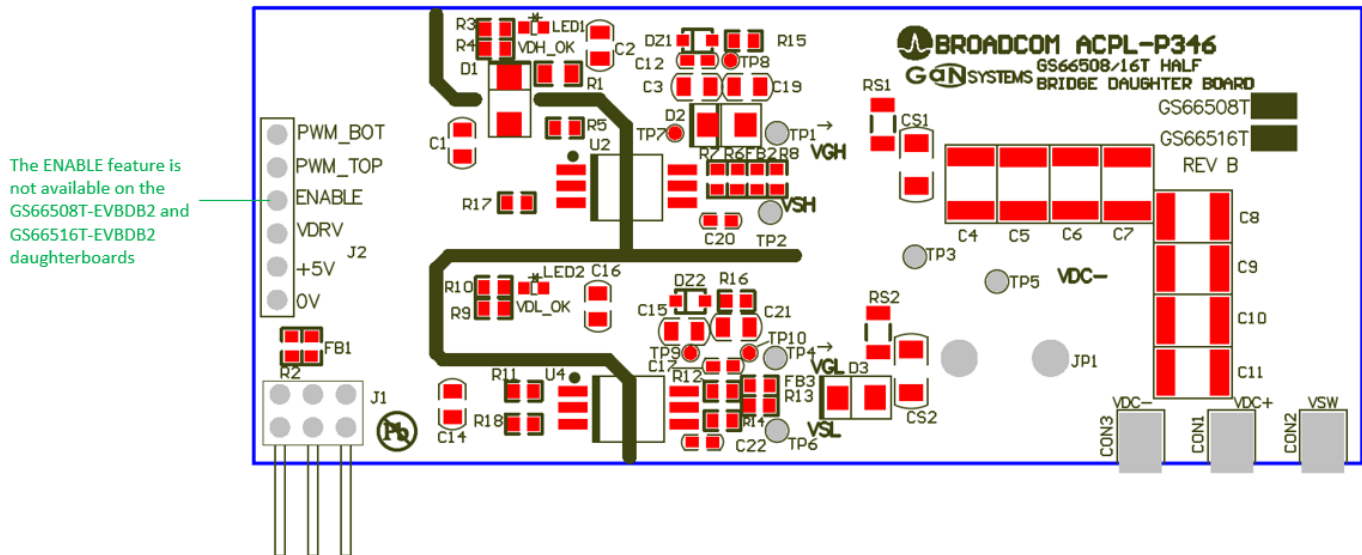 The ENABLE feature is
not available on the
GS66508T-EVBDB2 and
GS66516T-EVBDB2
daughterboards
BROADCOM ACPL-P346
GaN SYSTEMS
GS66508/16T HALF
BRIDGE DAUGHTER BOARD
GS66508T
GS66516T
REV B
R3
LED1
R4
VDH_OK
C2
D1
R1
C1
R5
U2
R17
DZ1
R15
C12
TP8
C3
C19
D2
TP7
TP1
VGH
R7 R6 FB2 R8
VSH
C20
TP2
RS1
CS1
C4
C5
C6
C7
C8
C9
C10
C11
PWM_BOT
PWM_TOP
ENABLE
VDRV
+5V
0V
J2
FB1
R2
J1
Pb
LED2
C16
R10
R9
VDL_OK
DZ2
R16
C15
C21
TP10
TP9
TP4
C17
VGL
R11
U4
R12
FB3
R13
R18
R14
C14
C22
TP6
VSL
D3
RS2
CS2
TP3
TP5
VDC-
JP1
VDC-
VDC+
VSW
CON3
CON1
CON2